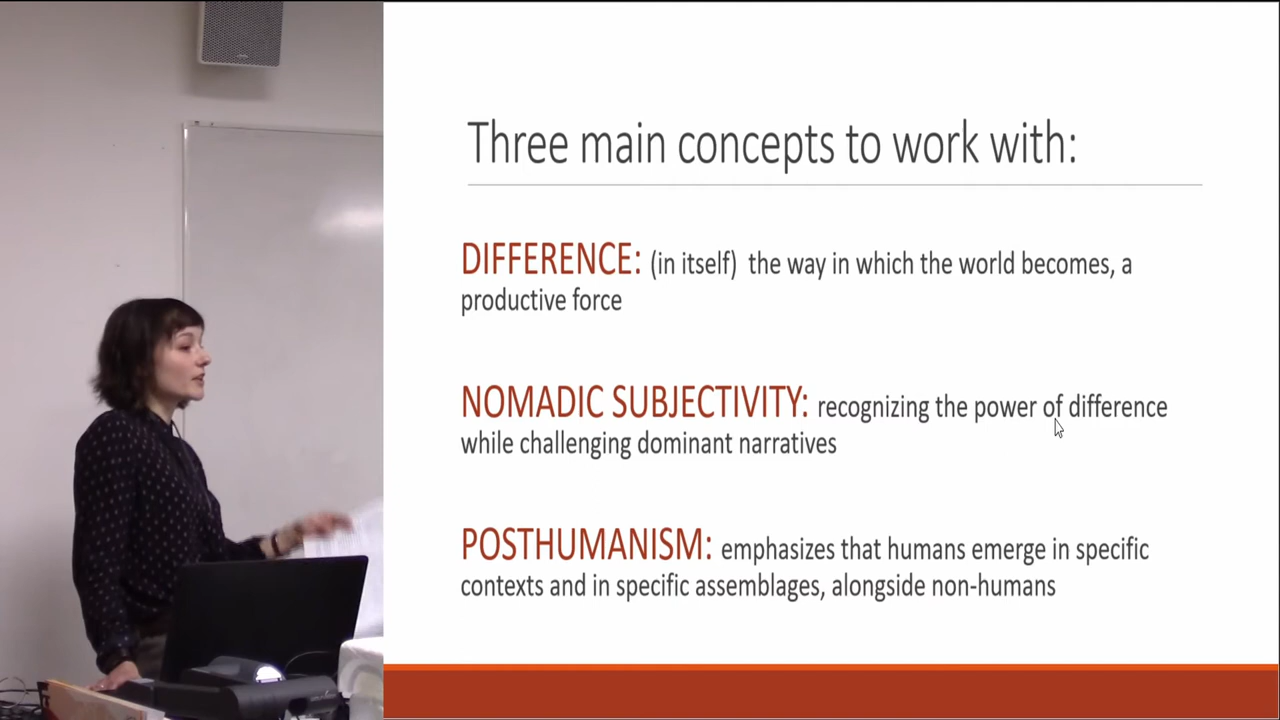 Three main concepts to work with:
DIFFERENCE: (in itself) the way in which the world becomes, a
productive force
NOMADIC SUBJECTIVITY: recognizing the power of difference
while challenging dominant narratives
POSTHUMANISM: emphasizes that humans emerge in specific
contexts and in specific assemblages, alongside non-humans